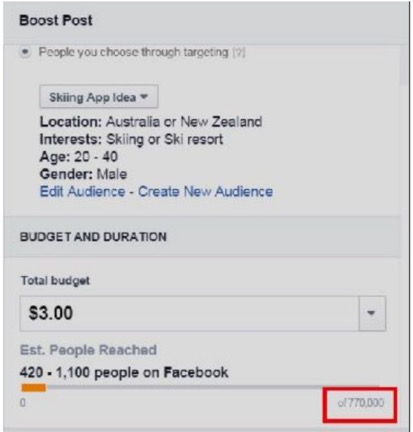 Boost Post
People you choose through targeting [?]
Skiing App Idea
Location: Australia or New Zealand
Interests: Skiing or Ski resort
Age: 20 - 40
Gender: Male
Edit Audience - Create New Audience
BUDGET AND DURATION
Total budget
$3.00
Est. People Reached
420 - 1,100 people on Facebook
0 of 770,000